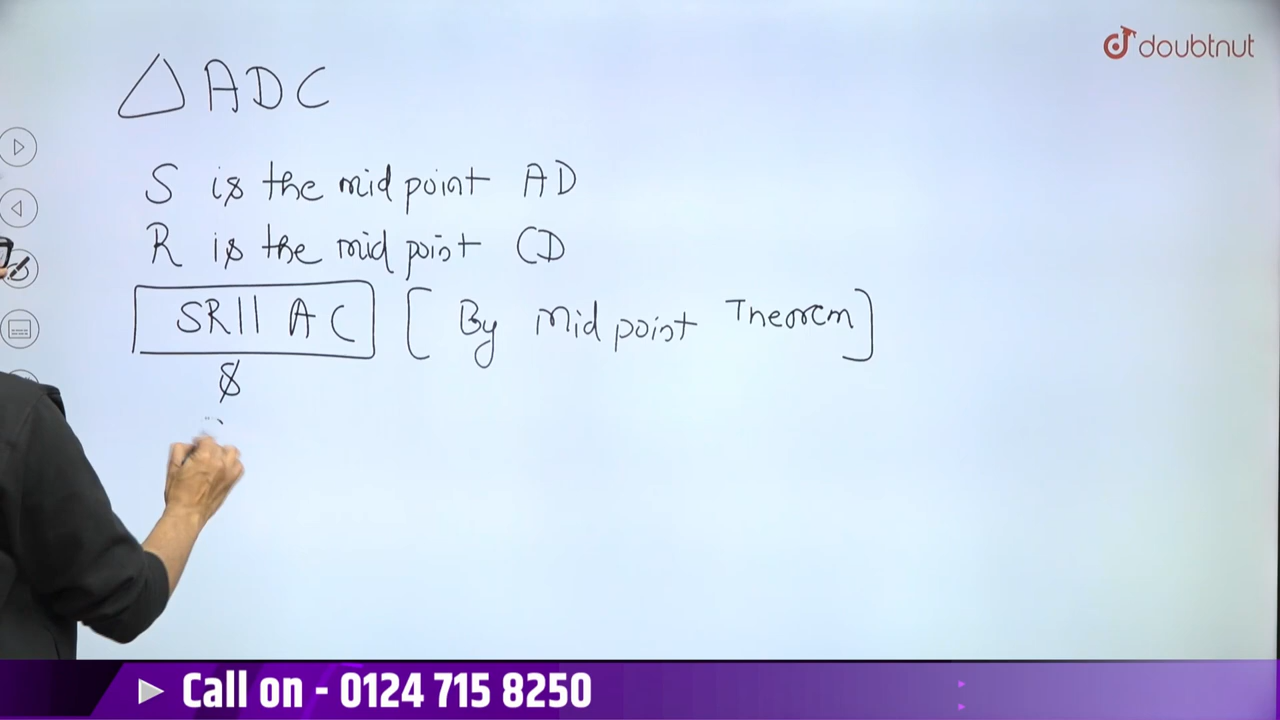 doubtnut
△ ADC
S is the mid point AD
R is the mid point CD
SR || AC [ By Mid point Theorem ]
&
Call on - 0124 715 8250